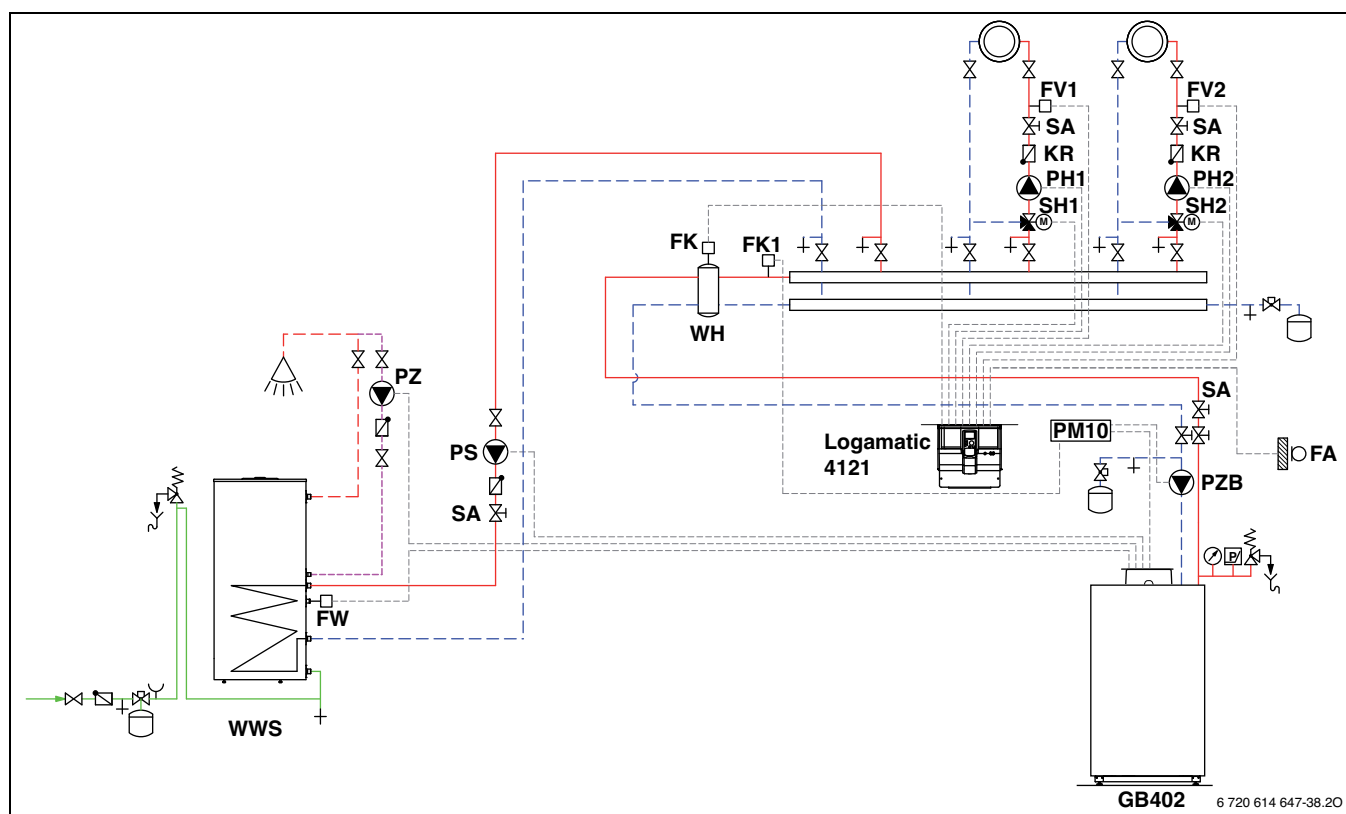 FV1
FV2
SA
SA
KR
KR
PH1
PH2
SH1
SH2
M
M
FK
FK1
WH
PZ
SA
PS
Logamatic
4121
PM10
FA
PZB
SA
P
FW
WWS
GB402
6 720 614 647-38.2O